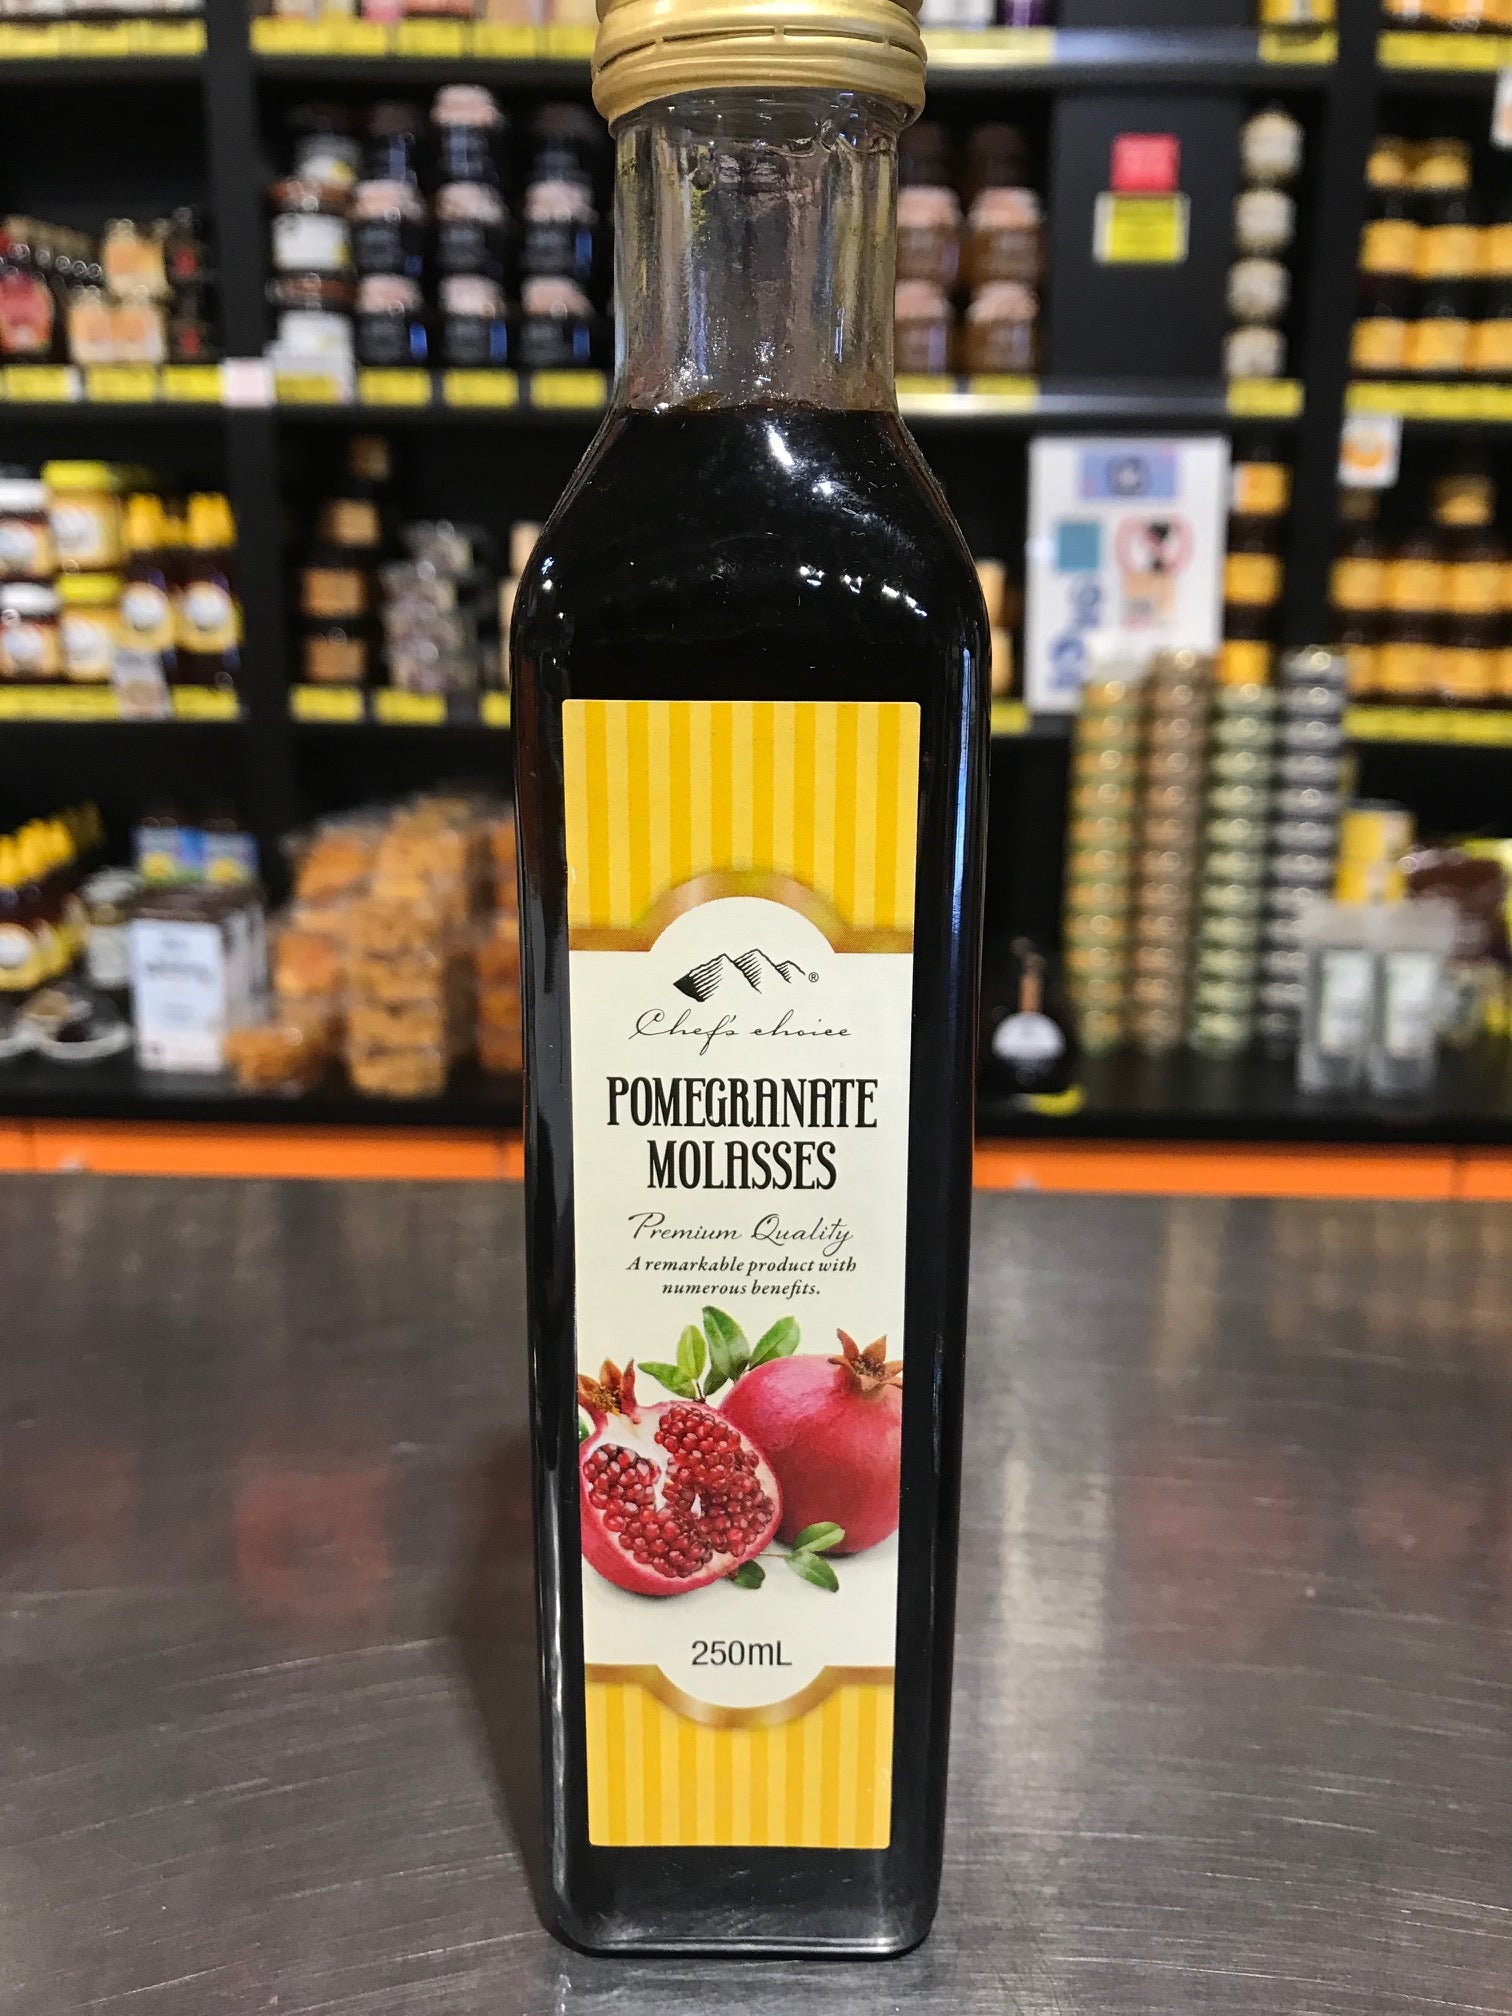 ®
Chef's choice
POMEGRANATE
MOLASSES
Premium Quality
A remarkable product with
numerous benefits.
250mL